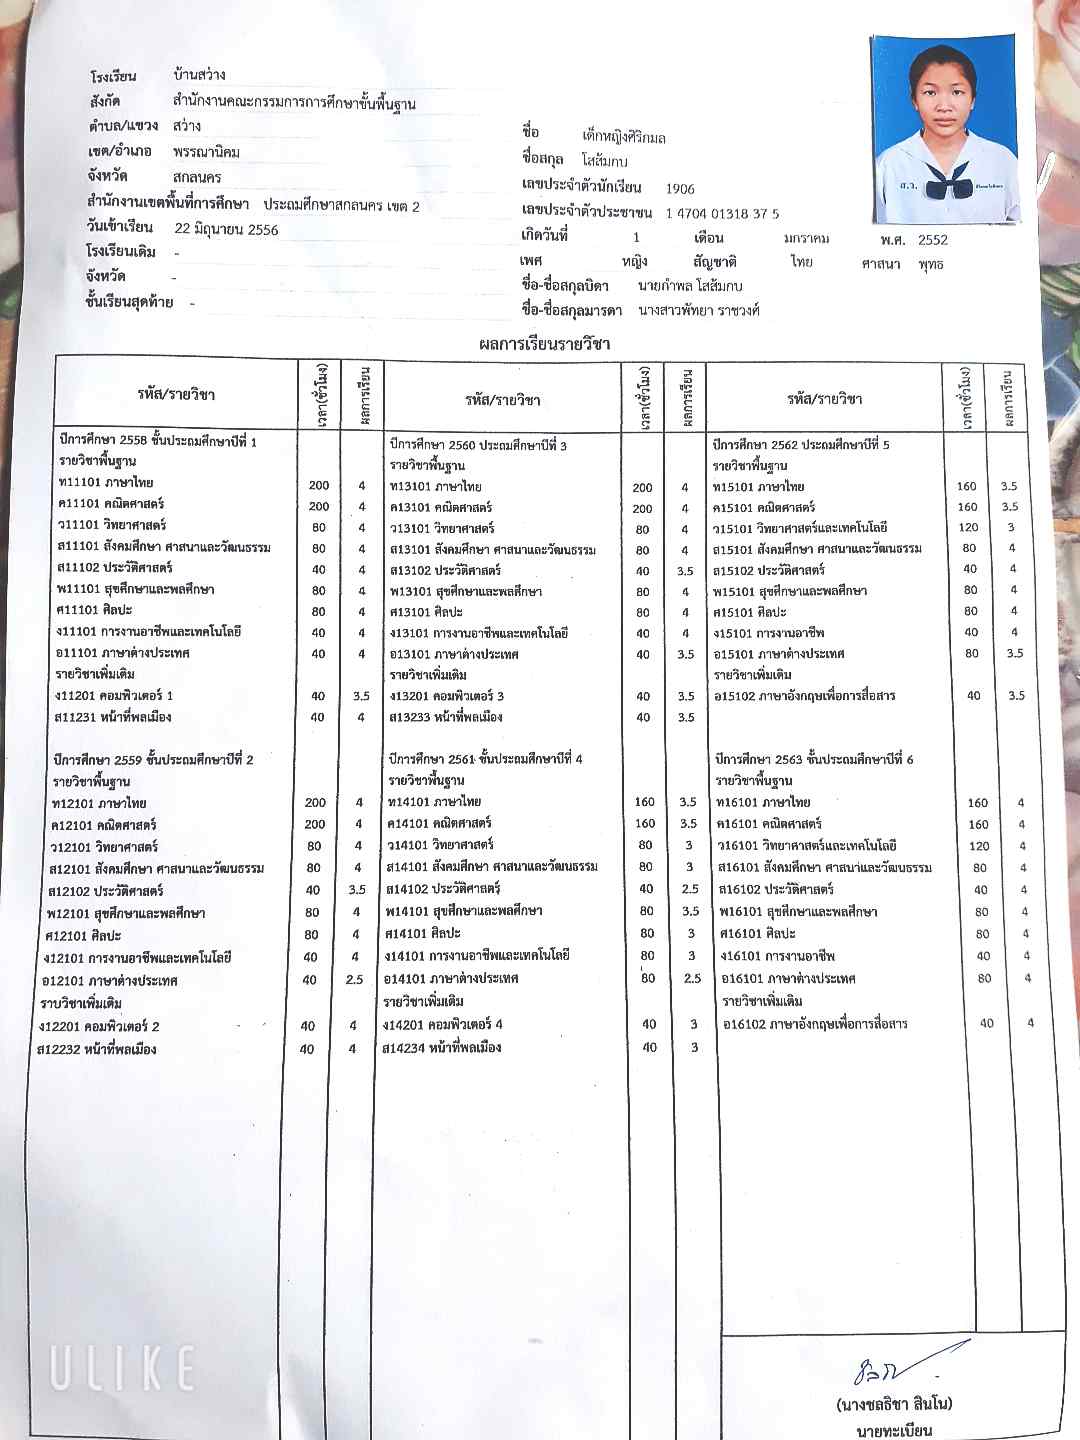 โรงเรียน บ้านสว่าง
สังกัด สำนักงานคณะกรรมการการศึกษาขั้นพื้นฐาน
ตำบล/แขวง สว่าง
เขต/อำเภอ พรรณานิคม
จังหวัด สกลนคร
สำนักงานเขตพื้นที่การศึกษา ประถมศึกษาสกลนคร เขต 2
วันเข้าเรียน 22 มิถุนายน 2556
โรงเรียนเดิม -
จังหวัด -
ชั้นเรียนสุดท้าย -
ชื่อ เด็กหญิงศิริกมล
ชื่อสกุล โสส้มกบ
เลขประจำตัวนักเรียน 1906
เลขประจำตัวประชาชน 1 4704 01318 37 5
เกิดวันที่ 1 เดือน มกราคม พ.ศ. 2552
เพศ หญิง สัญชาติ ไทย ศาสนา พุทธ
ชื่อ-ชื่อสกุลบิดา นายกำพล โสส้มกบ
ชื่อ-ชื่อสกุลมารดา นางสาวพัทยา ราชวงศ์
ส.ว.
ผลการเรียนรายวิชา
รหัส/รายวิชา เวลา(ชั่วโมง) ผลการเรียน
ปีการศึกษา 2558 ชั้นประถมศึกษาปีที่ 1
รายวิชาพื้นฐาน
ท11101 ภาษาไทย 200 4
ค11101 คณิตศาสตร์ 200 4
ว11101 วิทยาศาสตร์ 80 4
ส11101 สังคมศึกษา ศาสนาและวัฒนธรรม 80 4
ส11102 ประวัติศาสตร์ 40 4
พ11101 สุขศึกษาและพลศึกษา 80 4
ศ11101 ศิลปะ 80 4
ง11101 การงานอาชีพและเทคโนโลยี 40 4
อ11101 ภาษาต่างประเทศ 40 4
รายวิชาเพิ่มเติม
ง11201 คอมพิวเตอร์ 1 40 3.5
ส11231 หน้าที่พลเมือง 40 4
ปีการศึกษา 2559 ชั้นประถมศึกษาปีที่ 2
รายวิชาพื้นฐาน
ท12101 ภาษาไทย 200 4
ค12101 คณิตศาสตร์ 200 4
ว12101 วิทยาศาสตร์ 80 4
ส12101 สังคมศึกษา ศาสนาและวัฒนธรรม 80 4
ส12102 ประวัติศาสตร์ 40 3.5
พ12101 สุขศึกษาและพลศึกษา 80 4
ศ12101 ศิลปะ 80 4
ง12101 การงานอาชีพและเทคโนโลยี 40 4
อ12101 ภาษาต่างประเทศ 40 2.5
ราบวิชาเพิ่มเติม
ง12201 คอมพิวเตอร์ 2 40 4
ส12232 หน้าที่พลเมือง 40 4
รหัส/รายวิชา เวลา(ชั่วโมง) ผลการเรียน
ปีการศึกษา 2560 ประถมศึกษาปีที่ 3
รายวิชาพื้นฐาน
ท13101 ภาษาไทย 200 4
ค13101 คณิตศาสตร์ 200 4
ว13101 วิทยาศาสตร์ 80 4
ส13101 สังคมศึกษา ศาสนาและวัฒนธรรม 80 4
ส13102 ประวัติศาสตร์ 40 3.5
พ13101 สุขศึกษาและพลศึกษา 80 4
ศ13101 ศิลปะ 80 4
ง13101 การงานอาชีพและเทคโนโลยี 40 4
อ13101 ภาษาต่างประเทศ 40 3.5
รายวิชาเพิ่มเติม
ง13201 คอมพิวเตอร์ 3 40 3.5
ส13233 หน้าที่พลเมือง 40 3.5
ปีการศึกษา 2561 ชั้นประถมศึกษาปีที่ 4
รายวิชาพื้นฐาน
ท14101 ภาษาไทย 160 3.5
ค14101 คณิตศาสตร์ 160 3.5
ว14101 วิทยาศาสตร์ 80 3
ส14101 สังคมศึกษา ศาสนาและวัฒนธรรม 80 3
ส14102 ประวัติศาสตร์ 40 2.5
พ14101 สุขศึกษาและพลศึกษา 80 3.5
ศ14101 ศิลปะ 80 3
ง14101 การงานอาชีพและเทคโนโลยี 80 3
อ14101 ภาษาต่างประเทศ 80 2.5
รายวิชาเพิ่มเติม
ง14201 คอมพิวเตอร์ 4 40 3
ส14234 หน้าที่พลเมือง 40 3
รหัส/รายวิชา เวลา(ชั่วโมง) ผลการเรียน
ปีการศึกษา 2562 ประถมศึกษาปีที่ 5
รายวิชาพื้นฐาน
ท15101 ภาษาไทย 160 3.5
ค15101 คณิตศาสตร์ 160 3.5
ว15101 วิทยาศาสตร์และเทคโนโลยี 120 3
ส15101 สังคมศึกษา ศาสนาและวัฒนธรรม 80 4
ส15102 ประวัติศาสตร์ 40 4
พ15101 สุขศึกษาและพลศึกษา 80 4
ศ15101 ศิลปะ 80 4
ง15101 การงานอาชีพ 40 4
อ15101 ภาษาต่างประเทศ 80 3.5
รายวิชาเพิ่มเติม
อ15102 ภาษาอังกฤษเพื่อการสื่อสาร 40 3.5
ปีการศึกษา 2563 ชั้นประถมศึกษาปีที่ 6
รายวิชาพื้นฐาน
ท16101 ภาษาไทย 160 4
ค16101 คณิตศาสตร์ 160 4
ว16101 วิทยาศาสตร์และเทคโนโลยี 120 4
ส16101 สังคมศึกษา ศาสนาและวัฒนธรรม 80 4
ส16102 ประวัติศาสตร์ 40 4
พ16101 สุขศึกษาและพลศึกษา 80 4
ศ16101 ศิลปะ 80 4
ง16101 การงานอาชีพ 40 4
อ16101 ภาษาต่างประเทศ 80 4
รายวิชาเพิ่มเติม
อ16102 ภาษาอังกฤษเพื่อการสื่อสาร 40 4
(นางชลธิชา สินโน)
นายทะเบียน
ULIKE